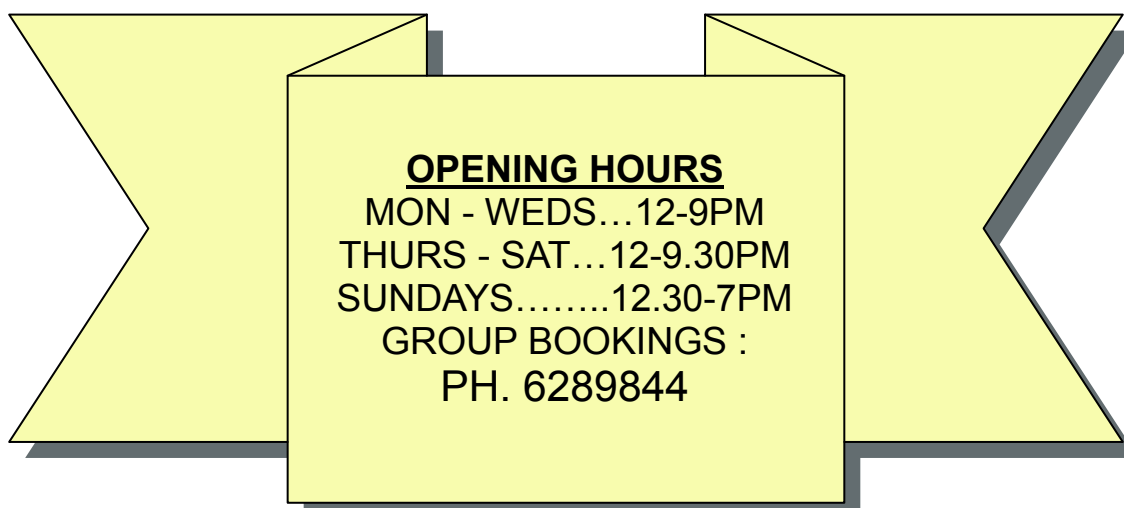 OPENING HOURS
MON - WEDS…12-9PM
THURS - SAT…12-9.30PM
SUNDAYS……..12.30-7PM
GROUP BOOKINGS :
PH. 6289844